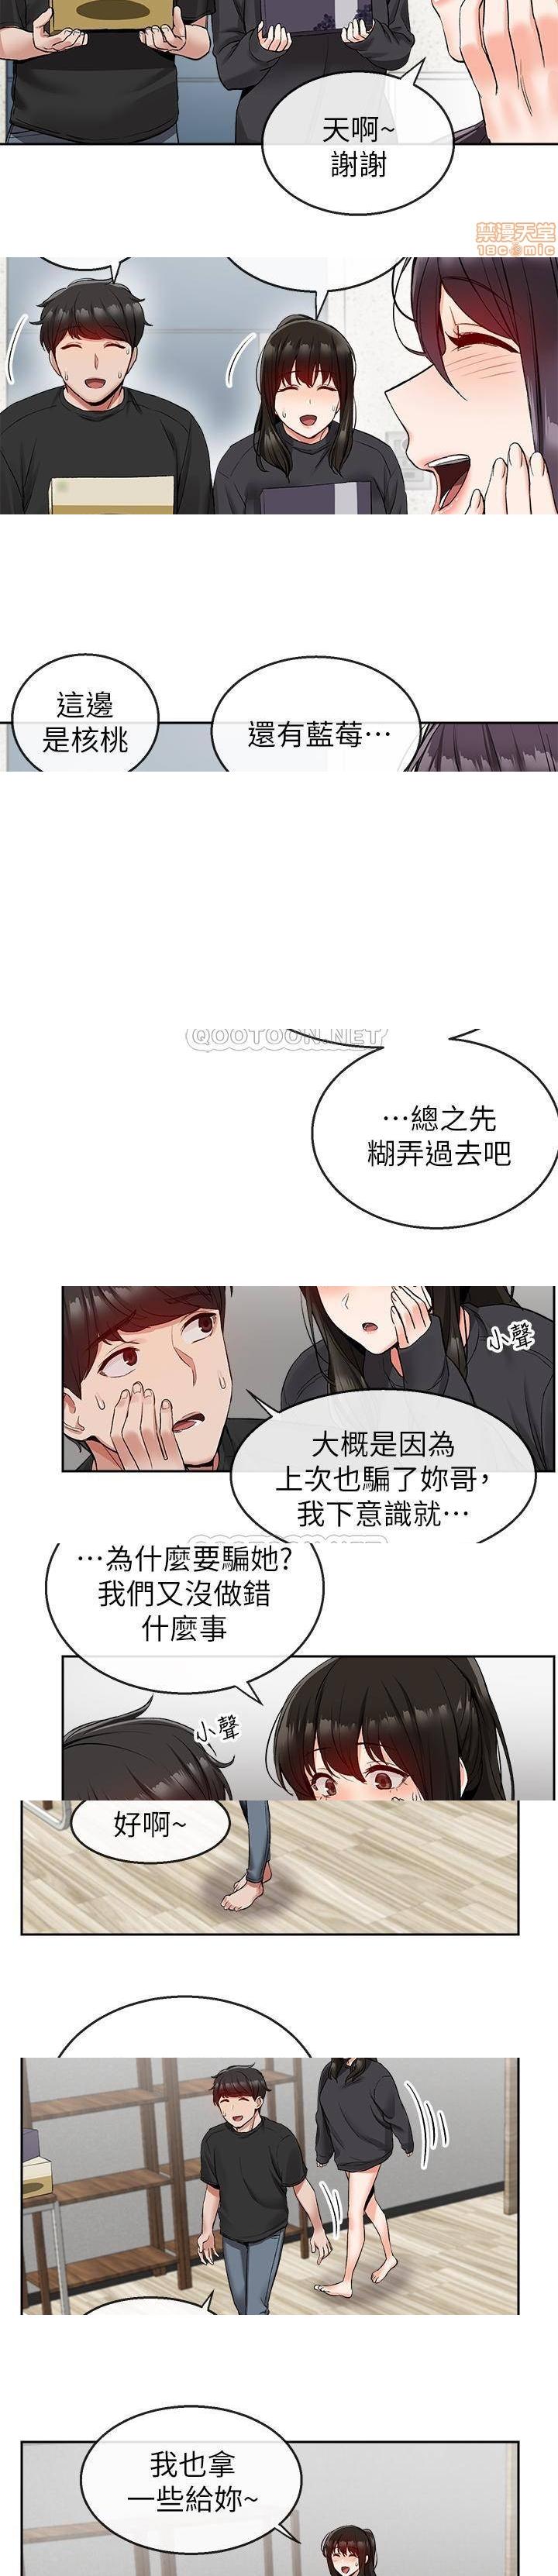 天啊~
謝謝
禁漫天堂
18comic
這邊
是核桃
還有藍莓⋯
QOOTOON.NET
⋯總之先
糊弄過去吧
小聲
大概是因為
上次也騙了妳哥，
我下意識就⋯
⋯為什麼要騙她?
我們又沒做錯
什麼事
小聲
好啊~
我也拿
一些給妳~